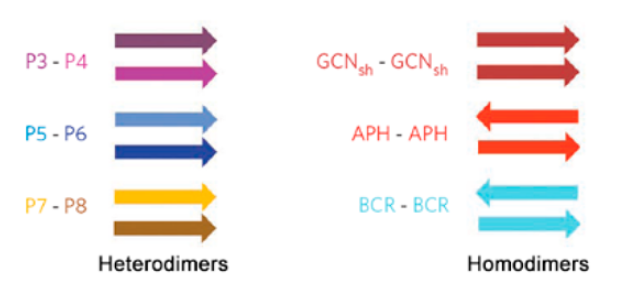 P3 - P4
GCNsh - GCNsh
P5 - P6
APH - APH
P7 - P8
BCR - BCR
Heterodimers
Homodimers